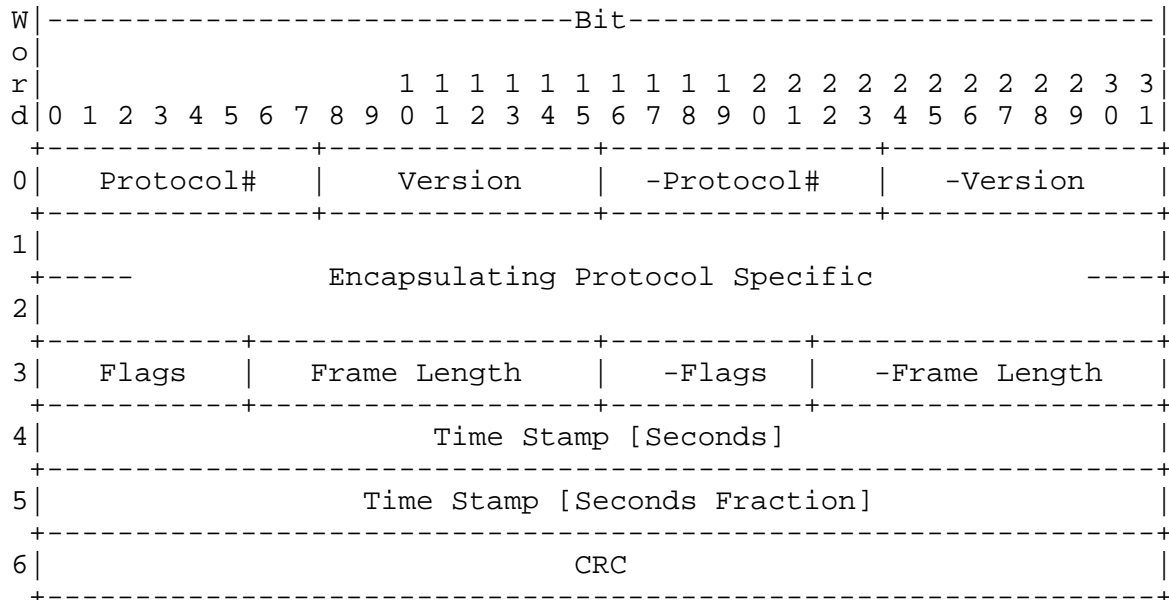 W|------------------------------Bit------------------------------|
o|                                                               |
r|                    1 1 1 1 1 1 1 1 1 1 2 2 2 2 2 2 2 2 2 2 3 3|
d|0 1 2 3 4 5 6 7 8 9 0 1 2 3 4 5 6 7 8 9 0 1 2 3 4 5 6 7 8 9 0 1|
 +---------------+---------------+---------------+---------------+
0|   Protocol#   |    Version    |  -Protocol#   |   -Version    |
 +---------------+---------------+---------------+---------------+
1|                                                               |
 +-----           Encapsulating Protocol Specific            ----+
2|                                                               |
 +-----------+-------------------+-----------+-------------------+
3|   Flags   |   Frame Length    |   -Flags  |   -Frame Length   |
 +-----------+-------------------+-----------+-------------------+
4|                      Time Stamp [Seconds]                     |
 +---------------------------------------------------------------+
5|                  Time Stamp [Seconds Fraction]                |
 +---------------------------------------------------------------+
6|                              CRC                              |
 +---------------------------------------------------------------+